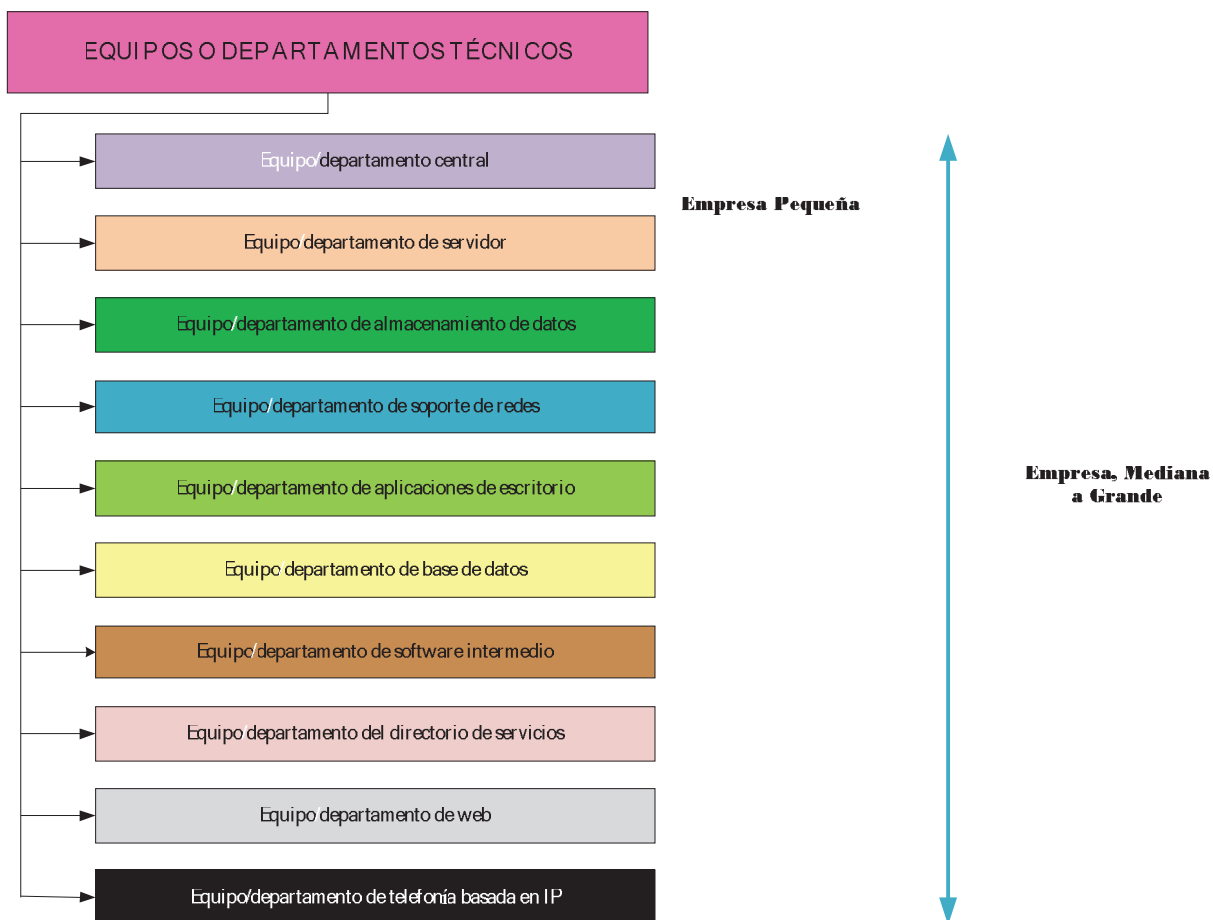 EQUIPOS O DEPARTAMENTOS TÉCNICOS
Equipo/departamento central
Empresa Pequeña
Equipo/departamento de servidor
Equipo/departamento de almacenamiento de datos
Equipo/departamento de soporte de redes
Empresa, Mediana
a Grande
Equipo/departamento de aplicaciones de escritorio
Equipo departamento de base de datos
Equipo/departamento de software intermedio
Equipo/departamento del directorio de servicios
Equipo/departamento de web
Equipo/departamento de telefonía basada en IP